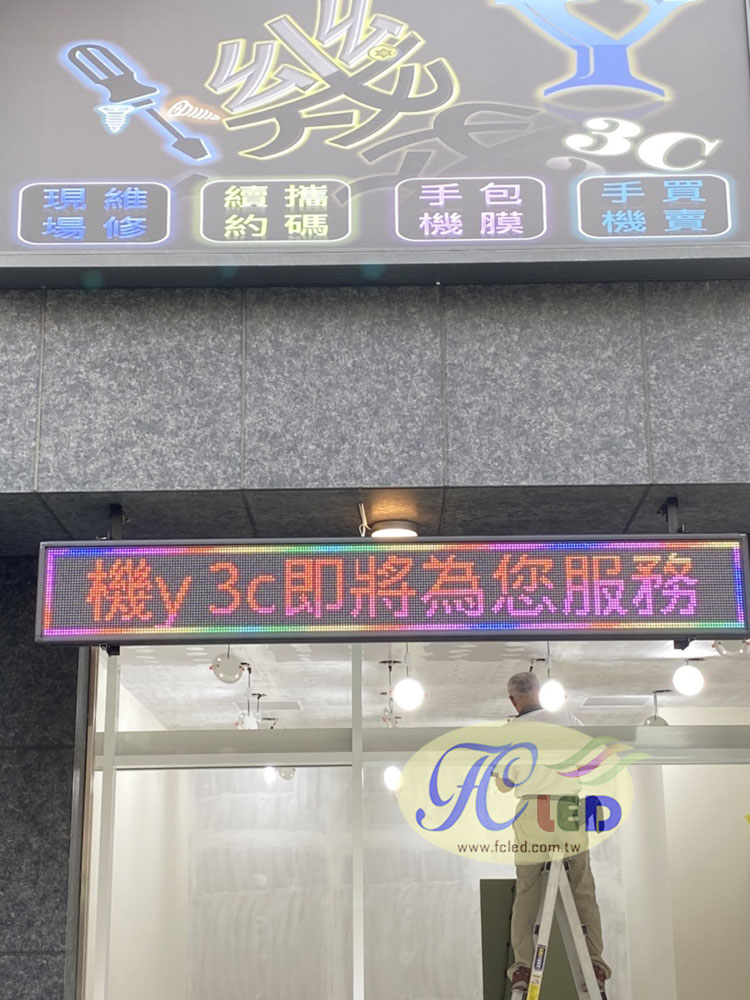 機 Y
3C
現場 維修
續約 攜碼
手機 包膜
手機 買賣
機y 3c即將為您服務
FC LED
www.fcled.com.tw